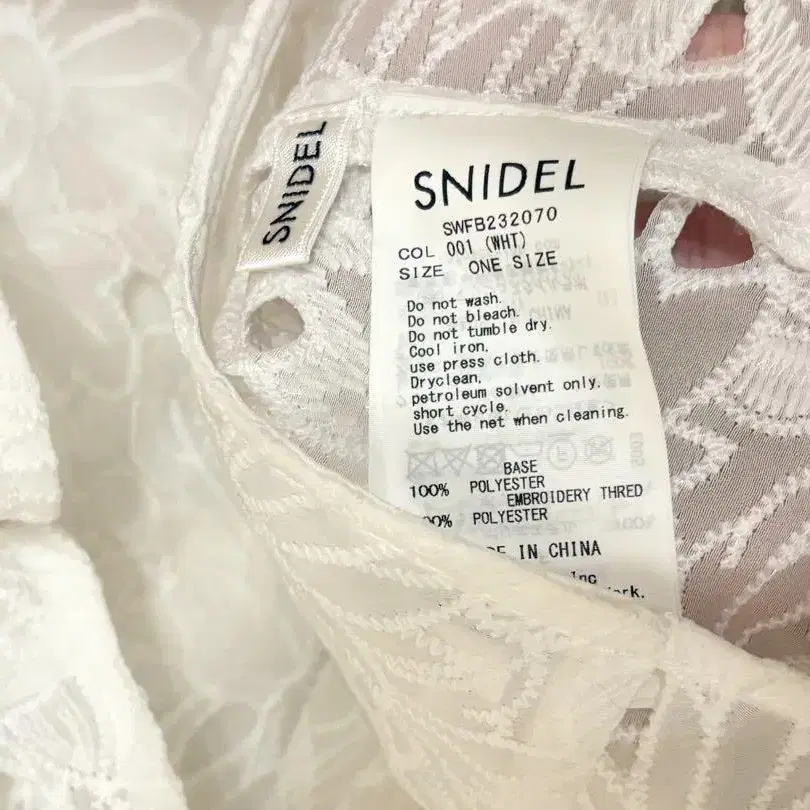 SNIDEL
SNIDEL
SWFB232070
COL 001 (WHT)
SIZE ONE SIZE
Do not wash.
Do not bleach.
Do not tumble dry.
Cool iron,
use press cloth.
Dryclean,
petroleum solvent only.
short cycle.
Use the net when cleaning.
BASE
100% POLYESTER
EMBROIDERY THRED
POLYESTER
IN CHINA
Inc